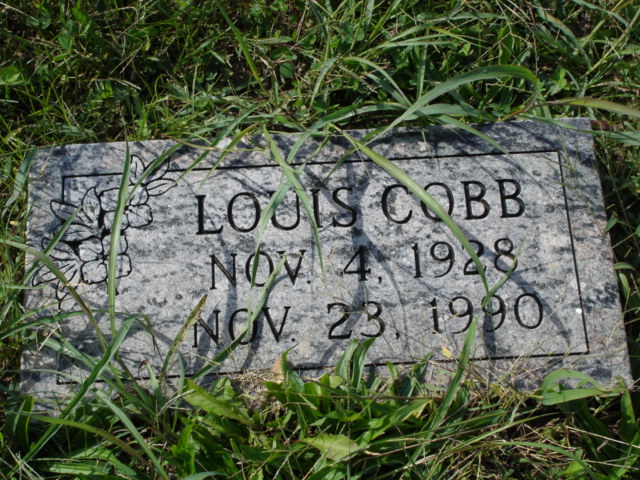 LOUIS COBB
NOV. 4, 1928
NOV. 23, 1990